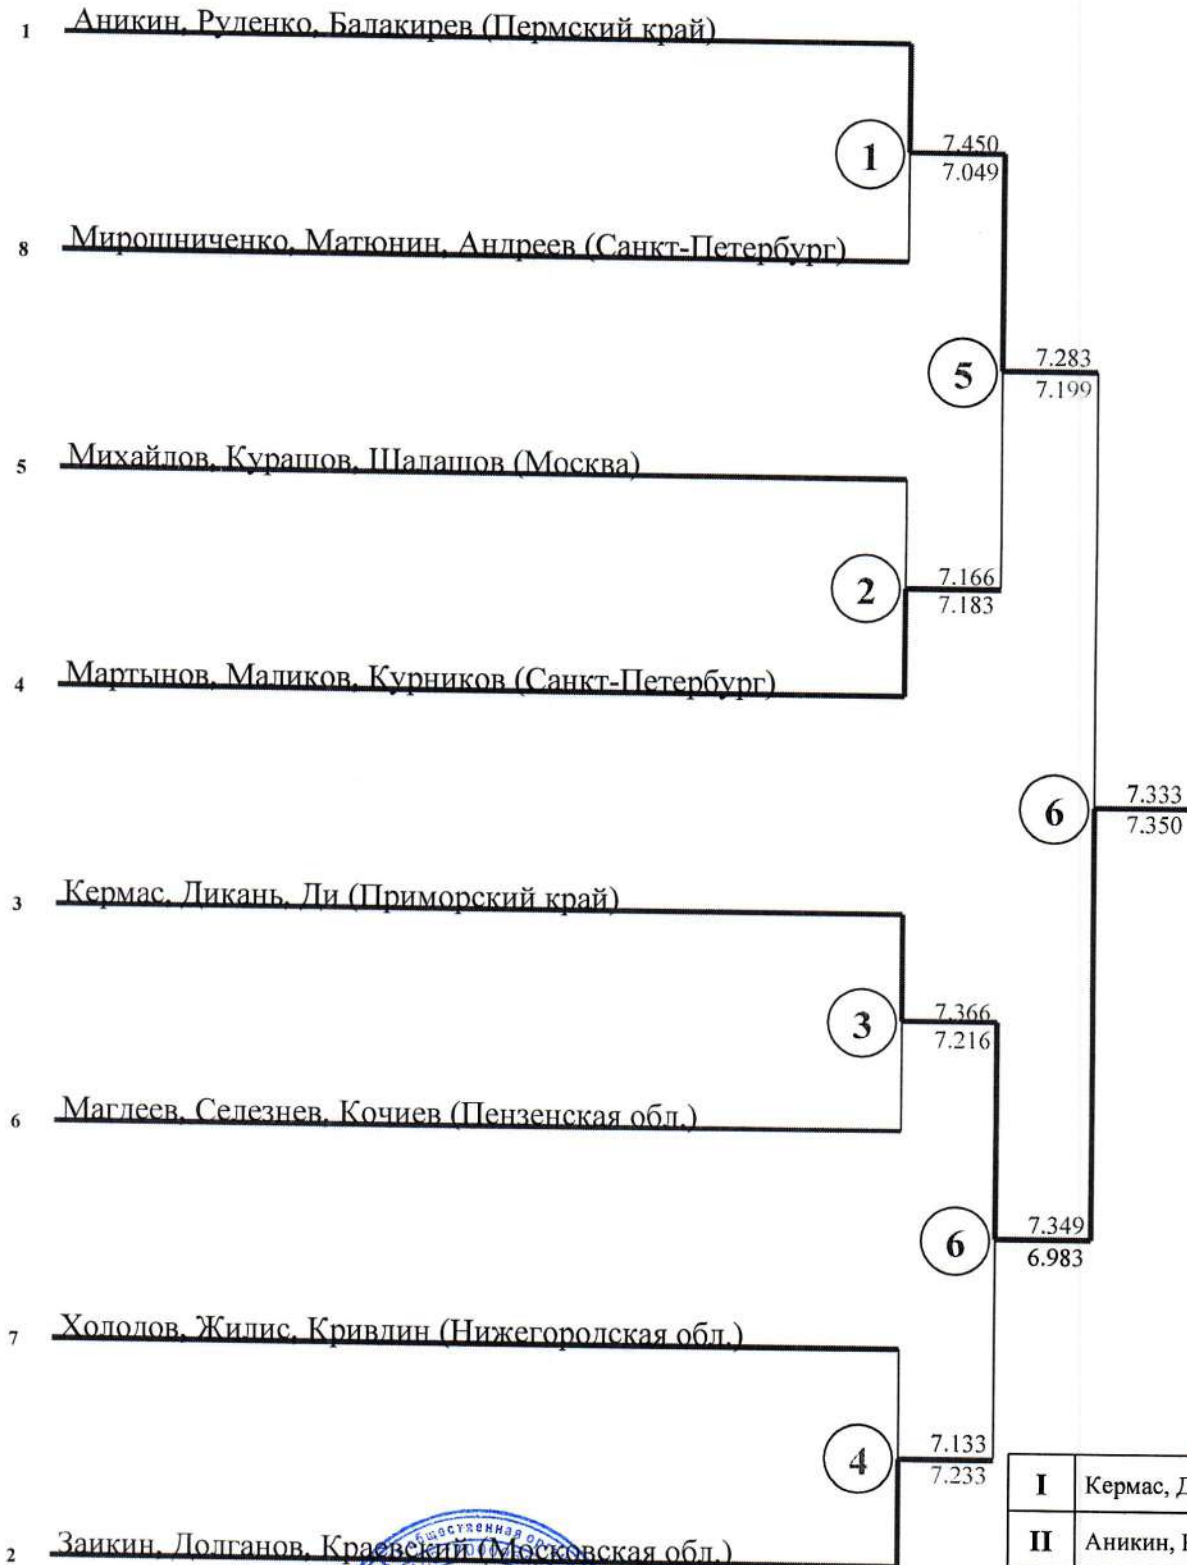 1 Аникин, Руденко, Балакирев (Пермский край)
1 7.450
7.049
8 Мирошниченко, Матюнин, Андреев (Санкт-Петербург)
5 7.283
7.199
5 Михайлов, Курашов, Шалашов (Москва)
2 7.166
7.183
4 Мартынов, Маликов, Курников (Санкт-Петербург)
6 7.333
7.350
3 Кермас, Дикань, Ли (Приморский край)
3 7.366
7.216
6 Магдеев, Селезнев, Кочиев (Пензенская обл.)
6 7.349
6.983
7 Холодов, Жилис, Кривдин (Нижегородская обл.)
4 7.133
7.233
I Кермас,
II Аникин,
2 Заикин, Долганов, Краевский (Московская обл.)
общественная